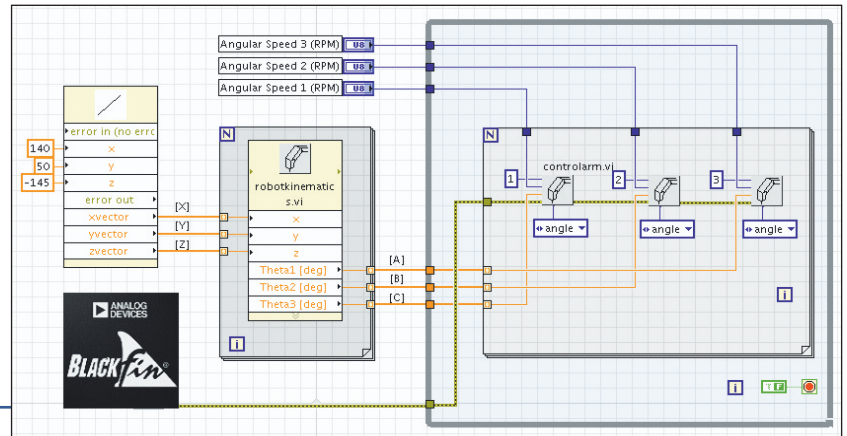 Angular Speed 3 (RPM) U8
Angular Speed 2 (RPM) U8
Angular Speed 1 (RPM) U8
error in (no errc
140 x
50 y
-145 z
error out
xvector [X]
yvector [Y]
zvector [Z]
N
robotkinematic
s.vi
x
y
z
Theta1 [deg] [A]
Theta2 [deg] [B]
Theta3 [deg] [C]
i
N
controlarm.vi
1
2
3
angle
angle
angle
i
i
T F
ANALOG
DEVICES
BLACKfin®